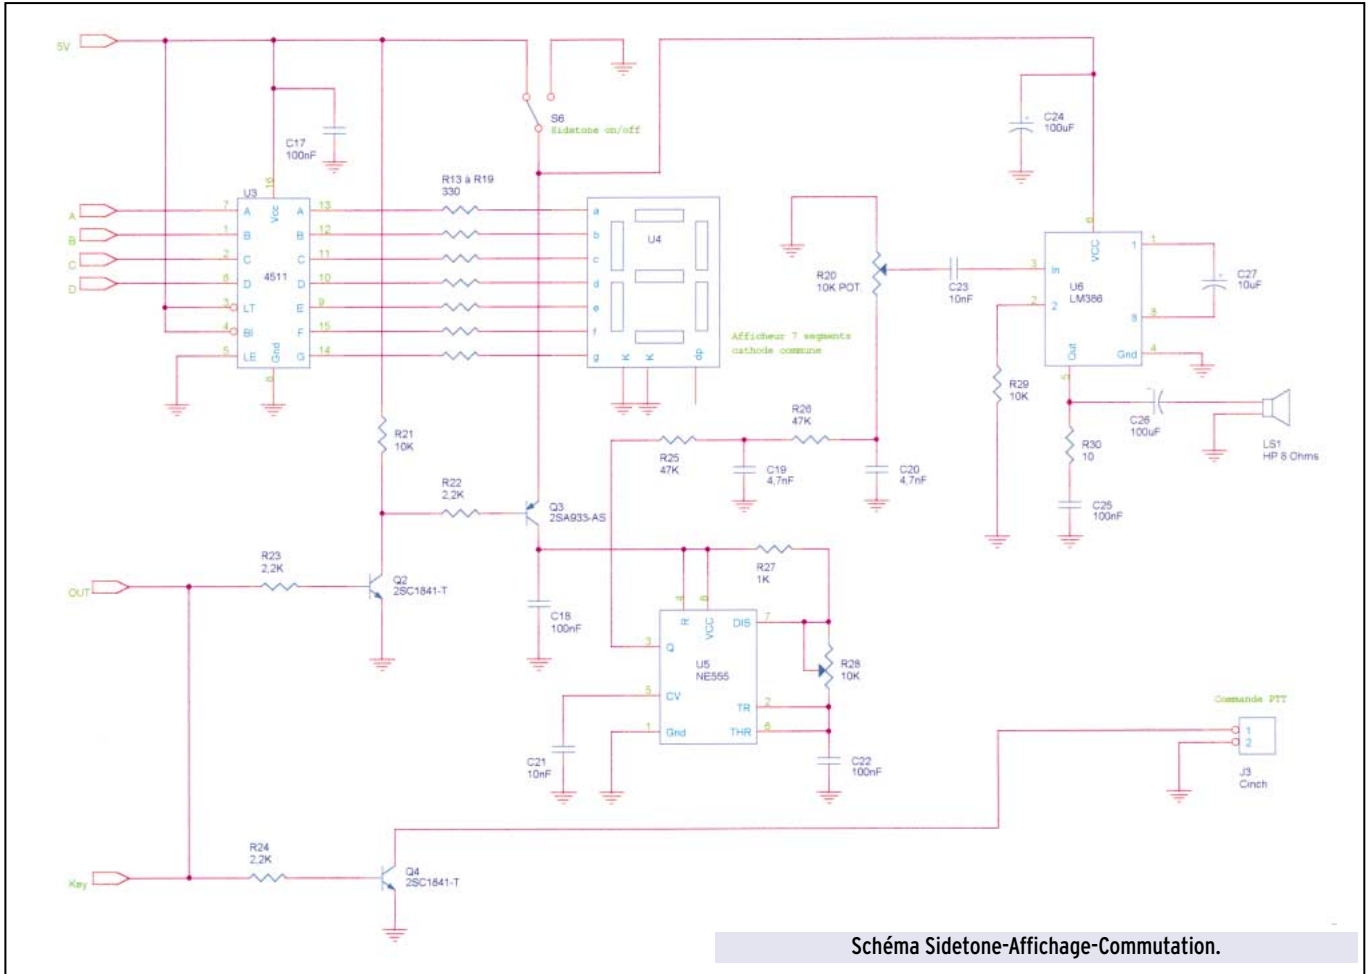 5V
C17
100nF
S6
Sidetone on/off
C24
100uF
R13 à R19
330
U3
16
Vcc
A
7
A
A
13
a
B
1
B
B
12
b
C
2
C
C
11
c
D
6
D
D
10
d
4511
3
LT
E
9
e
4
BI
F
15
f
5
LE
G
14
g
Gnd
8
U4
K
K
dp
Afficheur 7 segments
cathode commune
R20
10K POT.
C23
10nF
6
VCC
3
In
2
2
U6
LM386
1
1
8
8
C27
10uF
Gnd
4
Out
5
R29
10K
C26
100uF
R30
10
LS1
HP 8 Ohms
C25
100nF
R21
10K
R26
47K
R25
47K
C19
4,7nF
C20
4,7nF
R22
2,2K
Q3
2SA933-AS
R23
2,2K
OUT
Q2
2SC1841-T
C18
100nF
R27
1K
4
8
R
VCC
DIS
7
3
Q
U5
NE555
R28
10K
5
CV
TR
2
1
Gnd
THR
6
C21
10nF
C22
100nF
Commande PTT
1
2
J3
Cinch
R24
2,2K
Key
Q4
2SC1841-T
Schéma Sidetone-Affichage-Commutation.